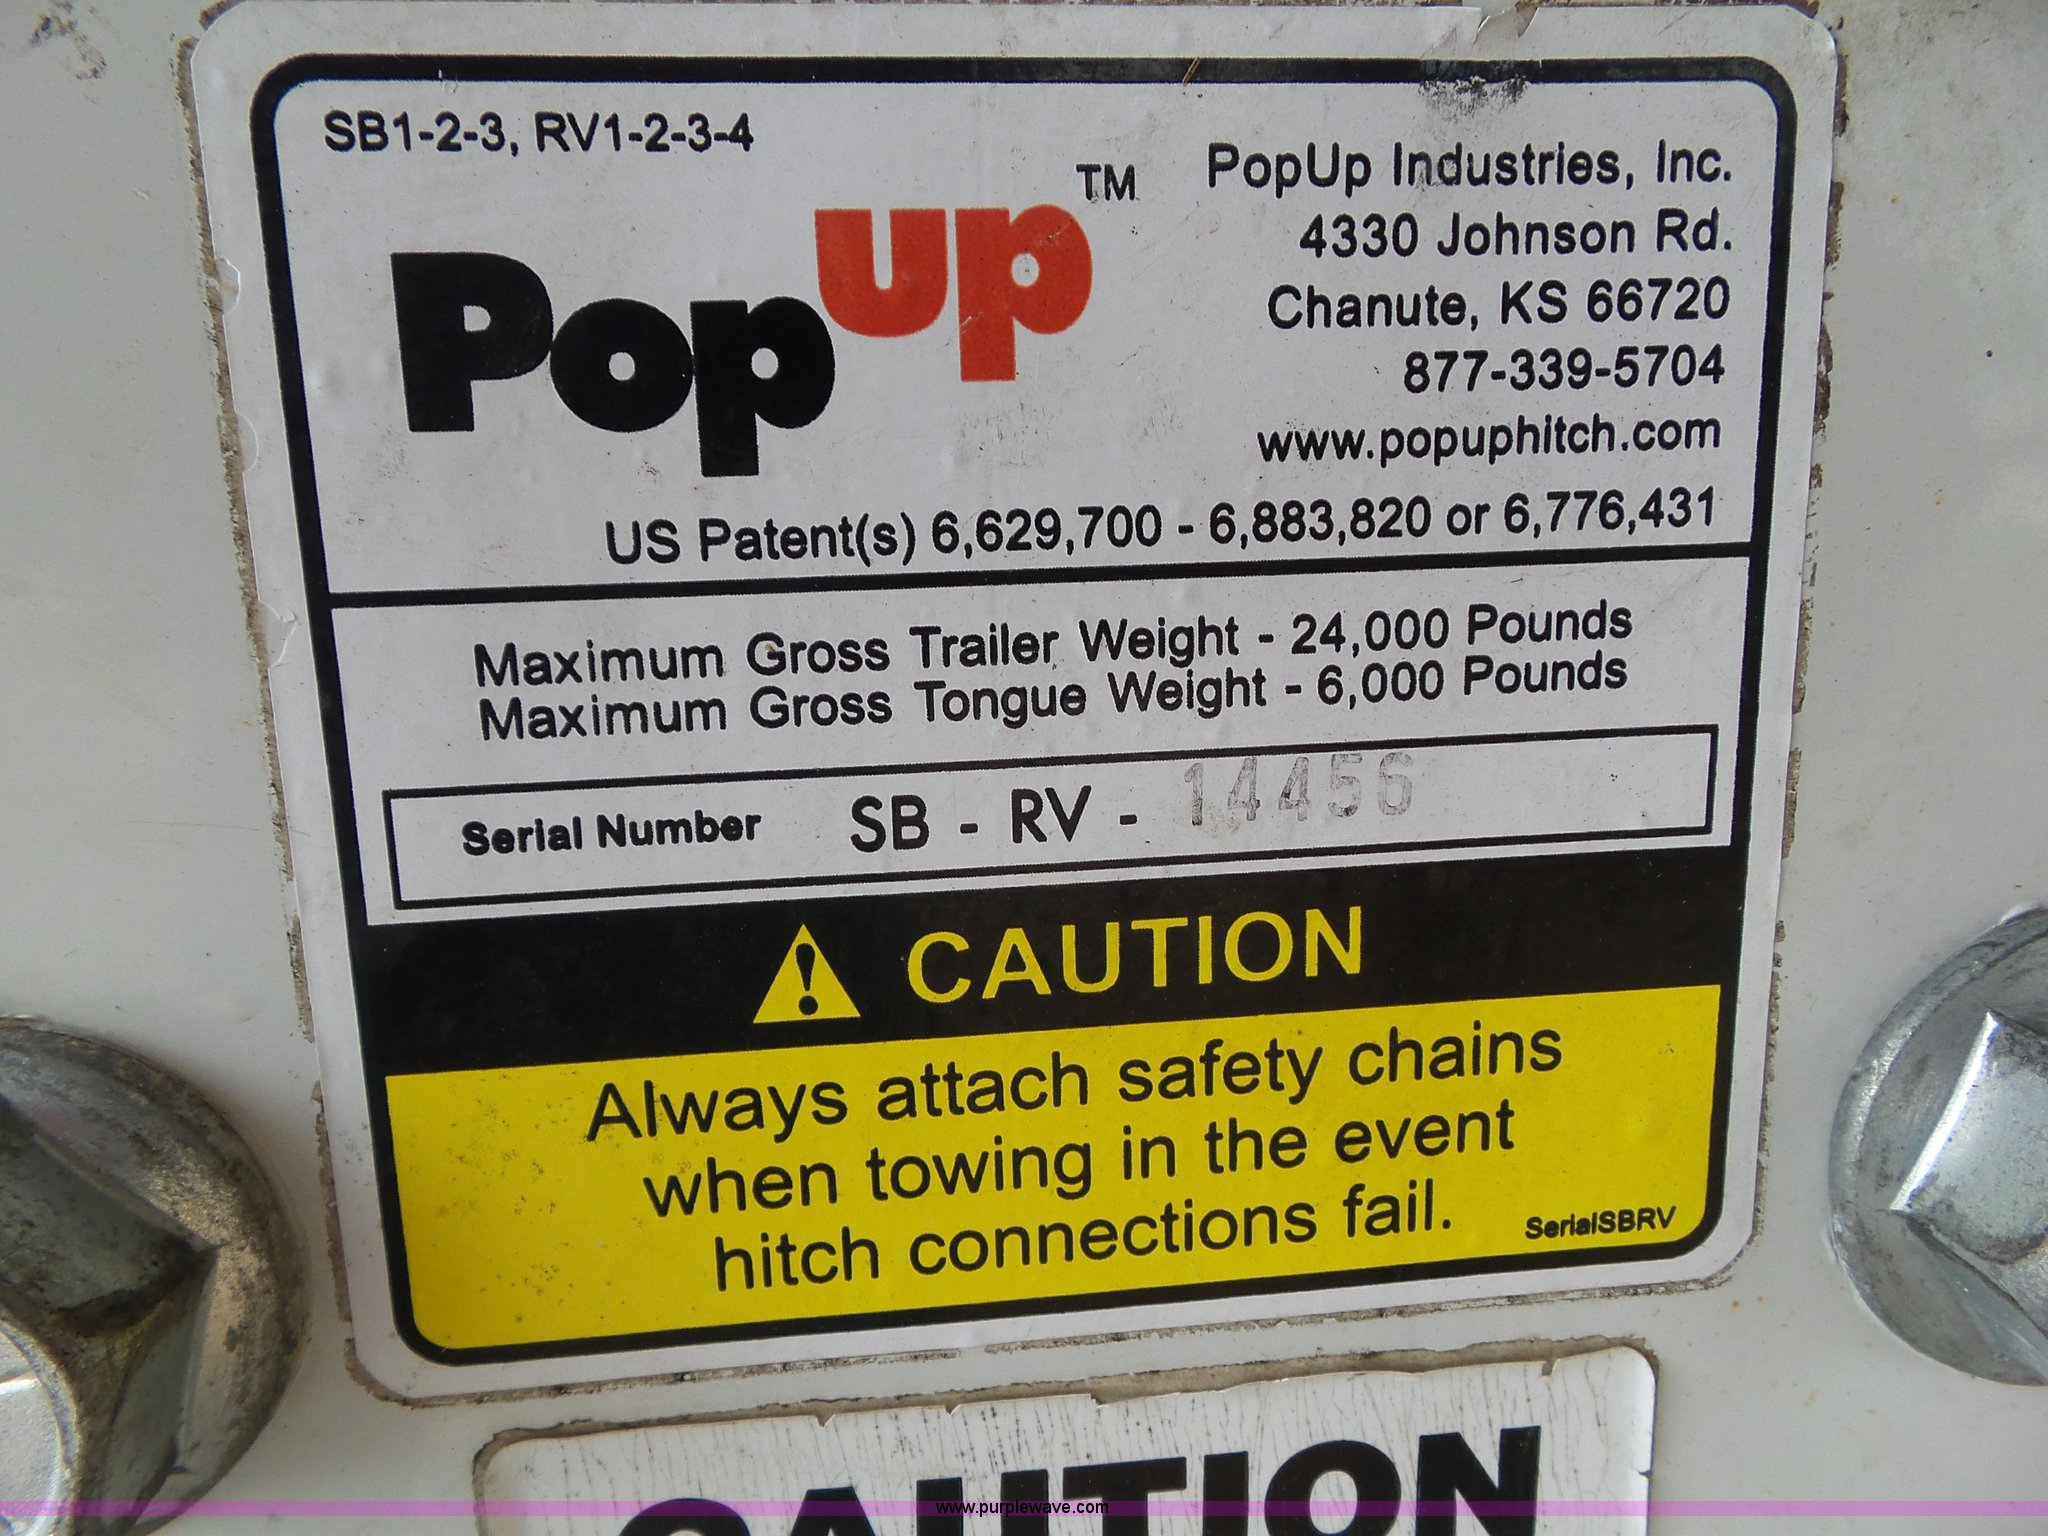 SB1-2-3, RV1-2-3-4
Pop up TM
PopUp Industries, Inc.
4330 Johnson Rd.
Chanute, KS 66720
877-339-5704
www.popuphitch.com
US Patent(s) 6,629,700 - 6,883,820 or 6,776,431
Maximum Gross Trailer Weight - 24,000 Pounds
Maximum Gross Tongue Weight - 6,000 Pounds
Serial Number SB - RV - 14456
CAUTION
Always attach safety chains
when towing in the event
hitch connections fail.
SerialSBRV
CAUTION
www.purplewave.com